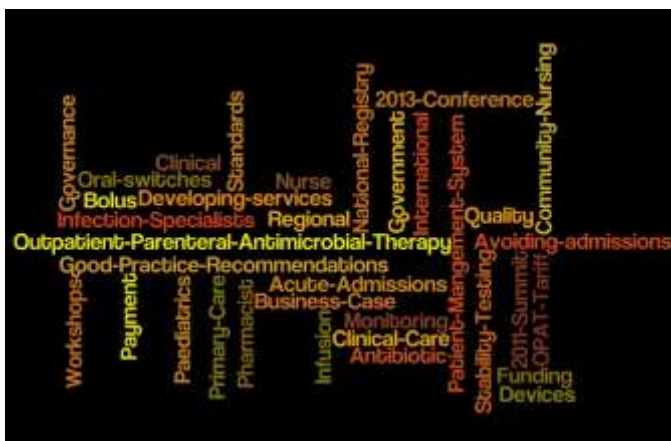 Governance
Standards
National-Registry
2013-Conference
Community-Nursing
Government
International
Patient-Mangement-System
Clinical
Oral-switches
Nurse
Bolus
Developing-services
Infection-Specialists
Regional
Quality
Outpatient-Parenteral-Antimicrobial-Therapy
Avoiding-admissions
Good-Practice-Recommendations
Workshops
Payment
Paediatrics
Primary-Care
Pharmacist
Acute-Admissions
Business-Case
Infusion
Monitoring
Clinical-Care
Antibiotic
Stability-Testing
2011-Summit
OPAT-Tariff
Funding
Devices